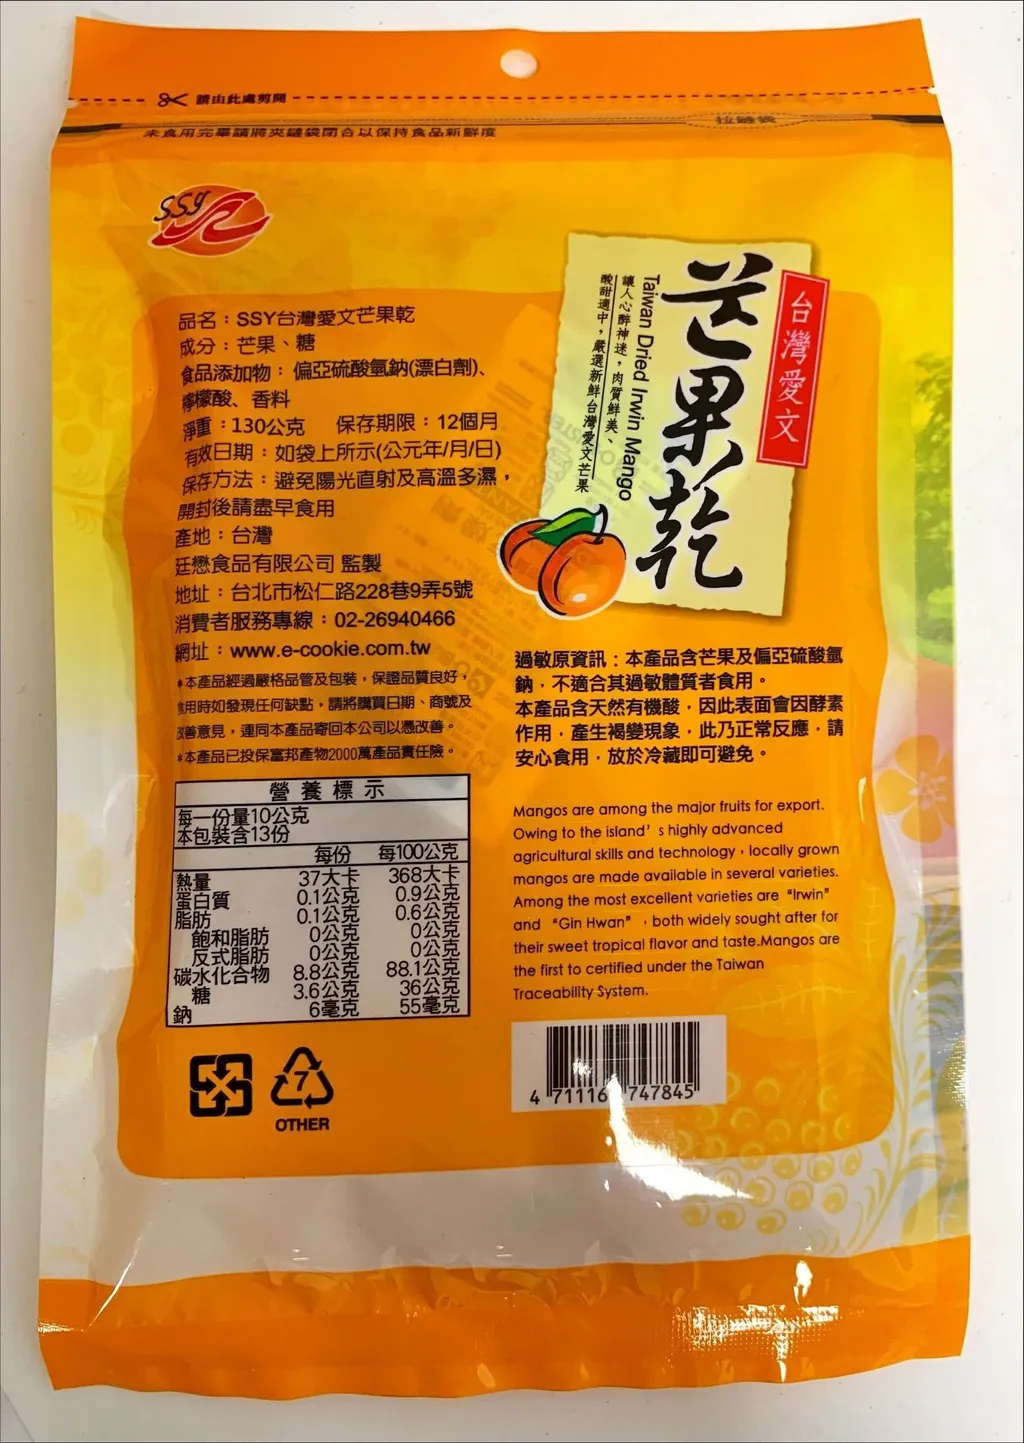 請由此處剪開
未食用完畢請將夾鏈袋閉合以保持食品新鮮度
拉鏈袋
SSY
台灣愛文
芒果乾
Taiwan Dried Irwin Mango
讓人心醉神迷，肉質鮮美、
酸甜適中，嚴選新鮮台灣愛文芒果
品名：SSY台灣愛文芒果乾
成分：芒果、糖
食品添加物：偏亞硫酸氫鈉(漂白劑)、
檸檬酸、香料
淨重：130公克 保存期限：12個月
有效日期：如袋上所示(公元年/月/日)
保存方法：避免陽光直射及高溫多濕，
開封後請盡早食用
產地：台灣
廷懋食品有限公司 監製
地址：台北市松仁路228巷9弄5號
消費者服務專線：02-26940466
網址：www.e-cookie.com.tw
*本產品經過嚴格品管及包裝，保證品質良好，
食用時如發現任何缺點，請將購買日期、商號及
改善意見，連同本產品寄回本公司以憑改善。
*本產品已投保富邦產物2000萬產品責任險。
營養標示
每一份量10公克
本包裝含13份
每份 每100公克
熱量 37大卡 368大卡
蛋白質 0.1公克 0.9公克
脂肪 0.1公克 0.6公克
飽和脂肪 0公克 0公克
反式脂肪 0公克 0公克
碳水化合物 8.8公克 88.1公克
糖 3.6公克 36公克
鈉 6毫克 55毫克
7
OTHER
過敏原資訊：本產品含芒果及偏亞硫酸氫
鈉，不適合其過敏體質者食用。
本產品含天然有機酸，因此表面會因酵素
作用，產生褐變現象，此乃正常反應，請
安心食用，放於冷藏即可避免。
Mangos are among the major fruits for export.
Owing to the island's highly advanced
agricultural skills and technology，locally grown
mangos are made available in several varieties.
Among the most excellent varieties are “Irwin”
and “Gin Hwan”，both widely sought after for
their sweet tropical flavor and taste.Mangos are
the first to certified under the Taiwan
Traceability System.
4 711116 747845